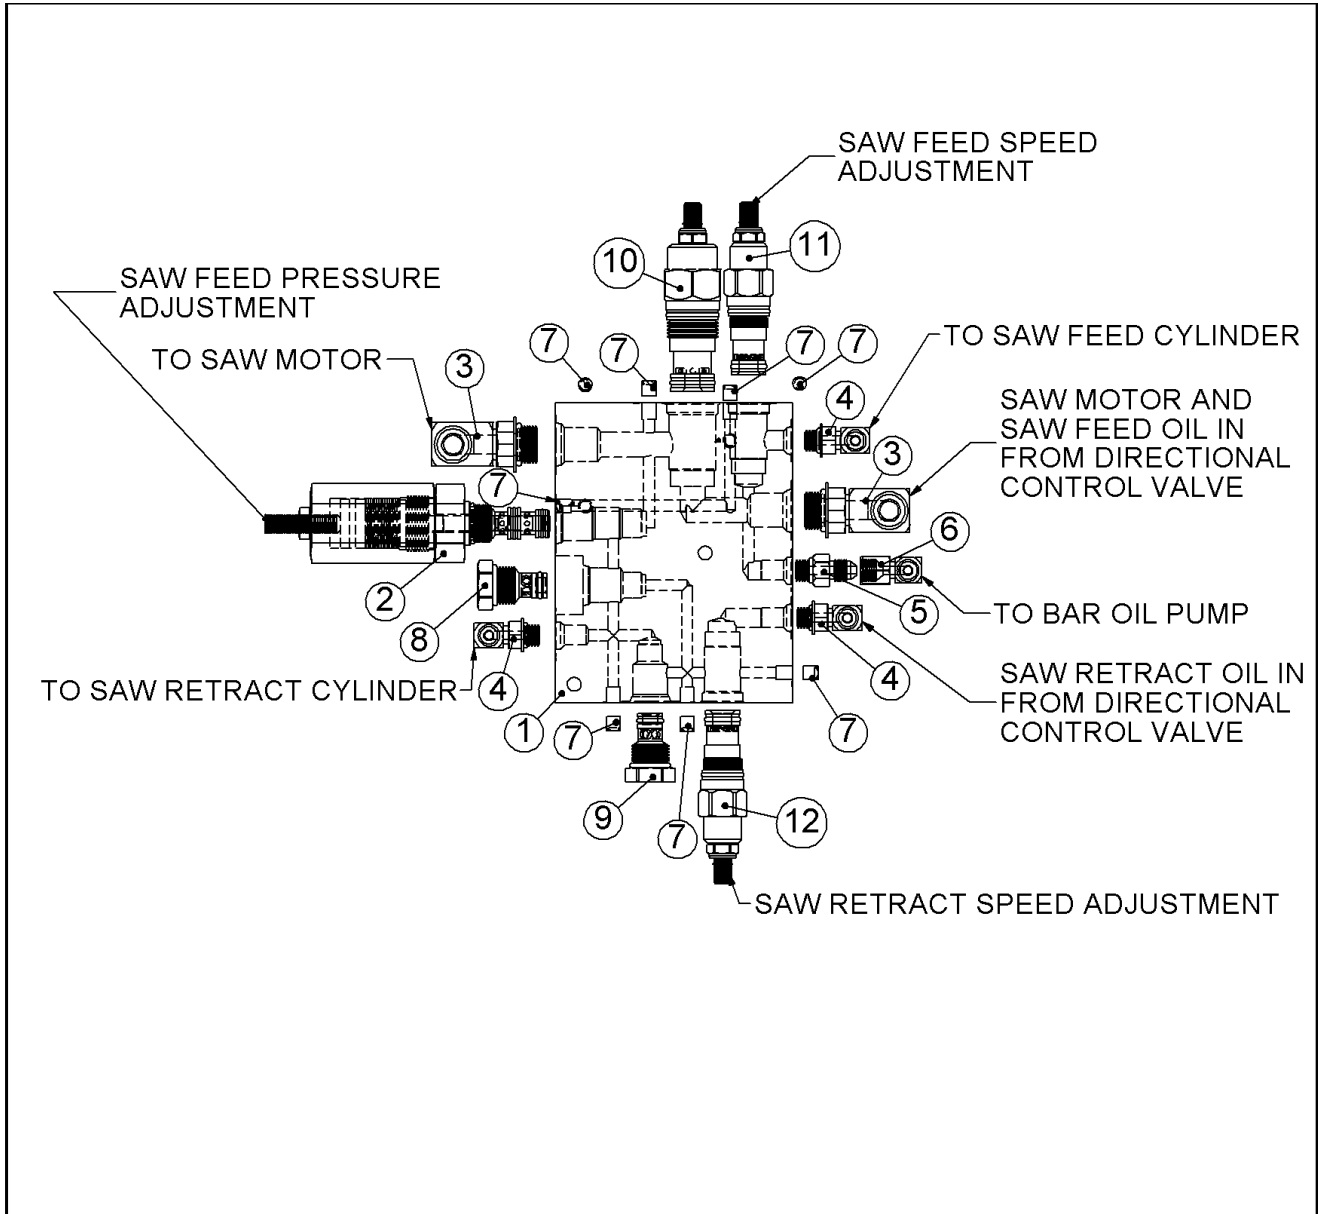 SAW FEED SPEED
ADJUSTMENT
11
10
SAW FEED PRESSURE
ADJUSTMENT
TO SAW MOTOR
3
7
7
7
7
TO SAW FEED CYLINDER
4
SAW MOTOR AND
SAW FEED OIL IN
FROM DIRECTIONAL
CONTROL VALVE
3
7
2
6
8
5
TO BAR OIL PUMP
4
4
TO SAW RETRACT CYLINDER
SAW RETRACT OIL IN
FROM DIRECTIONAL
CONTROL VALVE
1
7
7
9
7
12
SAW RETRACT SPEED ADJUSTMENT